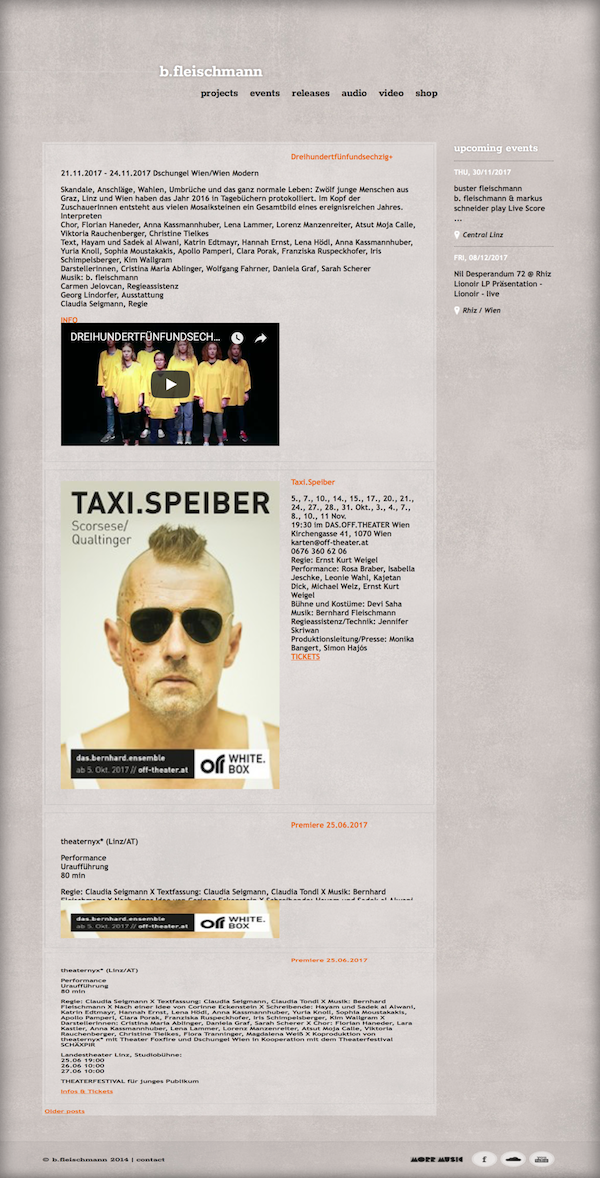 b.fleischmann
projects events releases audio video shop
Dreihundertfünfundsechzig+
21.11.2017 - 24.11.2017 Dschungel Wien/Wien Modern
Skandale, Anschläge, Wahlen, Umbrüche und das ganz normale Leben: Zwölf junge Menschen aus
Graz, Linz und Wien haben das Jahr 2016 in Tagebüchern protokolliert. Im Kopf der
ZuschauerInnen entsteht aus vielen Mosaiksteinen ein Gesamtbild eines ereignisreichen Jahres.
Interpreten
Chor, Florian Haneder, Anna Kassmannhuber, Lena Lammer, Lorenz Manzenreiter, Atsut Moja Calle,
Viktoria Rauchenberger, Christine Tielkes
Text, Hayam und Sadek al Alwani, Katrin Edtmayr, Hannah Ernst, Lena Hödl, Anna Kassmannhuber,
Yuria Knoll, Sophia Moustakakis, Apollo Pamperl, Clara Porak, Franziska Ruspeckhofer, Iris
Schimpelsberger, Kim Wallgram
Darstellerinnen, Cristina Maria Ablinger, Wolfgang Fahrner, Daniela Graf, Sarah Scherer
Musik: b. fleischmann
Carmen Jelovcan, Regieassistenz
Georg Lindorfer, Ausstattung
Claudia Seigmann, Regie
INFO
DREIHUNDERTFÜNFUNDSECH...
Taxi.Speiber
5., 7., 10., 14., 15., 17., 20., 21.,
24., 27., 28., 31. Okt., 3., 4., 7.,
8., 10., 11 Nov.
19:30 im DAS.OFF.THEATER Wien
Kirchengasse 41, 1070 Wien
karten@off-theater.at
0676 360 62 06
Regie: Ernst Kurt Weigel
Performance: Rosa Braber, Isabella
Jeschke, Leonie Wahl, Kajetan
Dick, Michael Welz, Ernst Kurt
Weigel
Bühne und Kostüme: Devi Saha
Musik: Bernhard Fleischmann
Regieassistenz/Technik: Jennifer
Skriwan
Produktionsleitung/Presse: Monika
Bangert, Simon Hajós
TICKETS
TAXI.SPEIBER
Scorsese/
Qualtinger
das.bernhard.ensemble
ab 5. Okt. 2017 // off-theater.at
off WHITE.
BOX
Premiere 25.06.2017
theaternyx* (Linz/AT)
Performance
Uraufführung
80 min
Regie: Claudia Seigmann X Textfassung: Claudia Seigmann, Claudia Tondl X Musik: Bernhard
Fleischmann X Nach einer Idee von Corinne Eckenstein X Schreibende: Hayam und Sadek al Alwani,
das.bernhard.ensemble
ab 5. Okt. 2017 // off-theater.at
off WHITE.
BOX
Premiere 25.06.2017
theaternyx* (Linz/AT)
Performance
Uraufführung
80 min
Regie: Claudia Seigmann X Textfassung: Claudia Seigmann, Claudia Tondl X Musik: Bernhard
Fleischmann X Nach einer Idee von Corinne Eckenstein X Schreibende: Hayam und Sadek al Alwani,
Katrin Edtmayr, Hannah Ernst, Lena Hödl, Anna Kassmannhuber, Yuria Knoll, Sophia Moustakakis,
Apollo Pamperl, Clara Porak, Franziska Ruspeckhofer, Iris Schimpelsberger, Kim Wallgram X
DarstellerInnen: Cristina Maria Ablinger, Daniela Graf, Sarah Scherer X Chor: Florian Haneder, Lara
Kastler, Anna Kassmannhuber, Lena Lammer, Lorenz Manzenreiter, Atsut Moja Calle, Viktoria
Rauchenberger, Christine Tielkes, Flora Tranninger, Magdalena Weiß X Koproduktion von
theaternyx* mit Theater Foxfire und Dschungel Wien in Kooperation mit dem Theaterfestival
SCHÄXPIR
Landestheater Linz, Studiobühne:
25.06 19:00
26.06 10:00
27.06 10:00
THEATERFESTIVAL für junges Publikum
Infos & Tickets
Older posts
upcoming events
THU, 30/11/2017
buster fleischmann
b. fleischmann & markus
schneider play Live Score
...
Central Linz
FRI, 08/12/2017
Nil Desperandum 72 @ Rhiz
Lionoir LP Präsentation -
Lionoir - live
Rhiz / Wien
© b.fleischmann 2014 | contact
MORR MUSIC
f